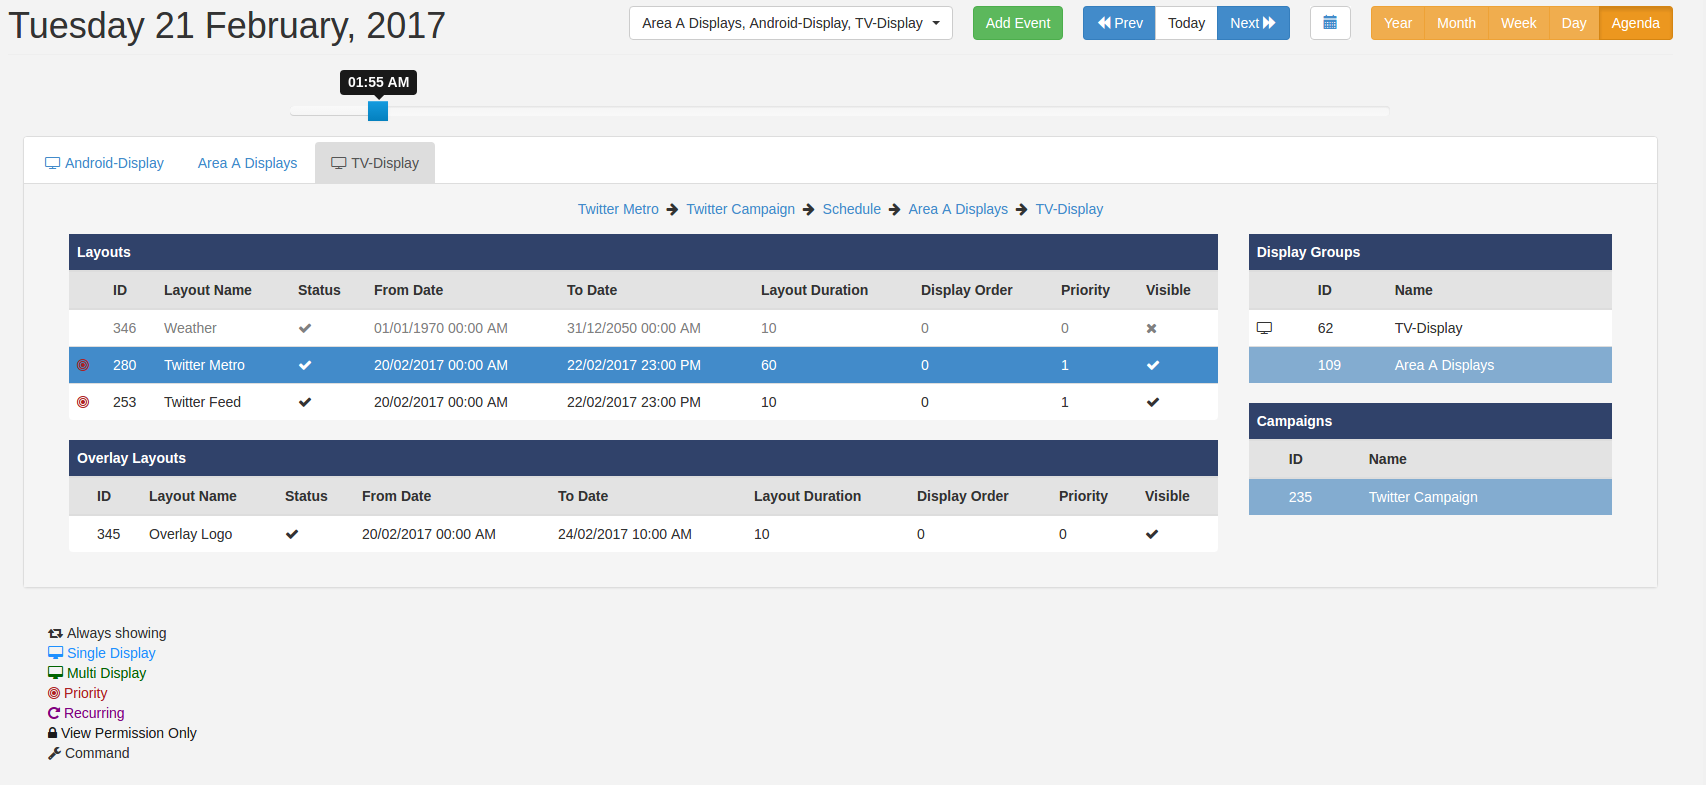 Tuesday 21 February, 2017
Area A Displays, Android-Display, TV-Display
Add Event
Prev Today Next
Year Month Week Day Agenda
01:55 AM
Android-Display Area A Displays TV-Display
Twitter Metro Twitter Campaign Schedule Area A Displays TV-Display
Layouts
ID Layout Name Status From Date To Date Layout Duration Display Order Priority Visible
346 Weather 01/01/1970 00:00 AM 31/12/2050 00:00 AM 10 0 0
280 Twitter Metro 20/02/2017 00:00 AM 22/02/2017 23:00 PM 60 0 1
253 Twitter Feed 20/02/2017 00:00 AM 22/02/2017 23:00 PM 10 0 1
Overlay Layouts
ID Layout Name Status From Date To Date Layout Duration Display Order Priority Visible
345 Overlay Logo 20/02/2017 00:00 AM 24/02/2017 10:00 AM 10 0 0
Display Groups
ID Name
62 TV-Display
109 Area A Displays
Campaigns
ID Name
235 Twitter Campaign
Always showing
Single Display
Multi Display
Priority
Recurring
View Permission Only
Command